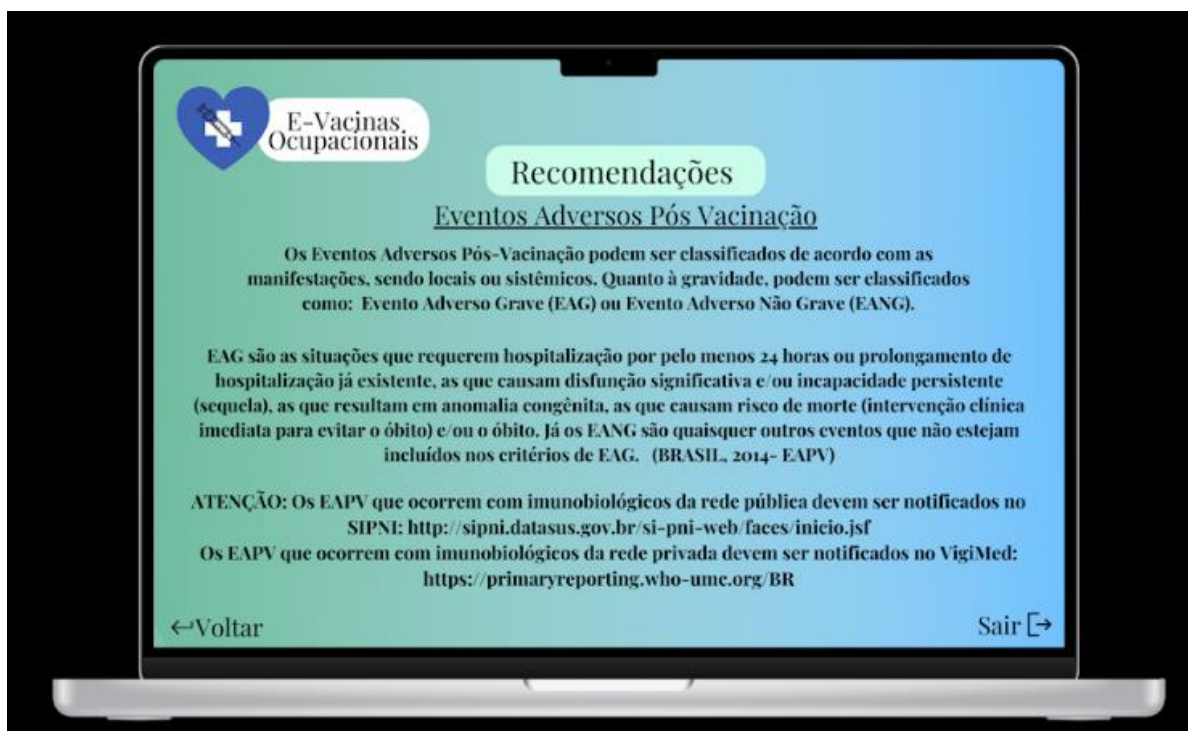 E-Vacinas
Ocupacionais
Recomendações
Eventos Adversos Pós Vacinação
Os Eventos Adversos Pós-Vacinação podem ser classificados de acordo com as
manifestações, sendo locais ou sistêmicos. Quanto à gravidade, podem ser classificados
como: Evento Adverso Grave (EAG) ou Evento Adverso Não Grave (EANG).
EAG são as situações que requerem hospitalização por pelo menos 24 horas ou prolongamento de
hospitalização já existente, as que causam disfunção significativa e/ou incapacidade persistente
(sequela), as que resultam em anomalia congênita, as que causam risco de morte (intervenção clínica
imediata para evitar o óbito) e/ou o óbito. Já os EANG são quaisquer outros eventos que não estejam
incluídos nos critérios de EAG. (BRASIL, 2014- EAPV)
ATENÇÃO: Os EAPV que ocorrem com imunobiológicos da rede pública devem ser notificados no
SIPNI: http://sipni.datasus.gov.br/si-pni-web/faces/inicio.jsf
Os EAPV que ocorrem com imunobiológicos da rede privada devem ser notificados no VigiMed:
https://primaryreporting.who-umc.org/BR
↩Voltar
Sair